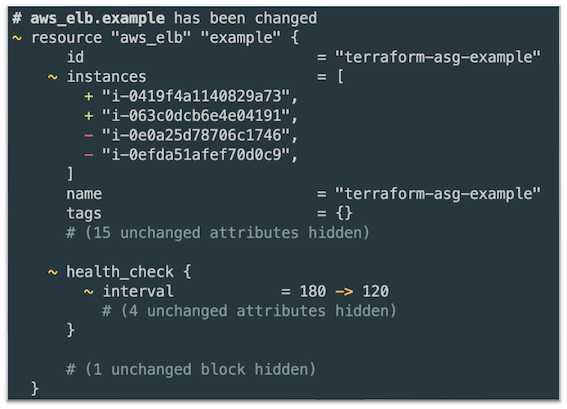 # aws_elb.example has been changed
~ resource "aws_elb" "example" {
      id                          = "terraform-asg-example"
    ~ instances                   = [
        + "i-0419f4a1140829a73",
        + "i-063c0dcb6e4e04191",
        - "i-0e0a25d78706c1746",
        - "i-0efda51afef70d0c9",
      ]
      name                        = "terraform-asg-example"
      tags                        = {}
      # (15 unchanged attributes hidden)

    ~ health_check {
        ~ interval            = 180 -> 120
          # (4 unchanged attributes hidden)
      }

      # (1 unchanged block hidden)
  }